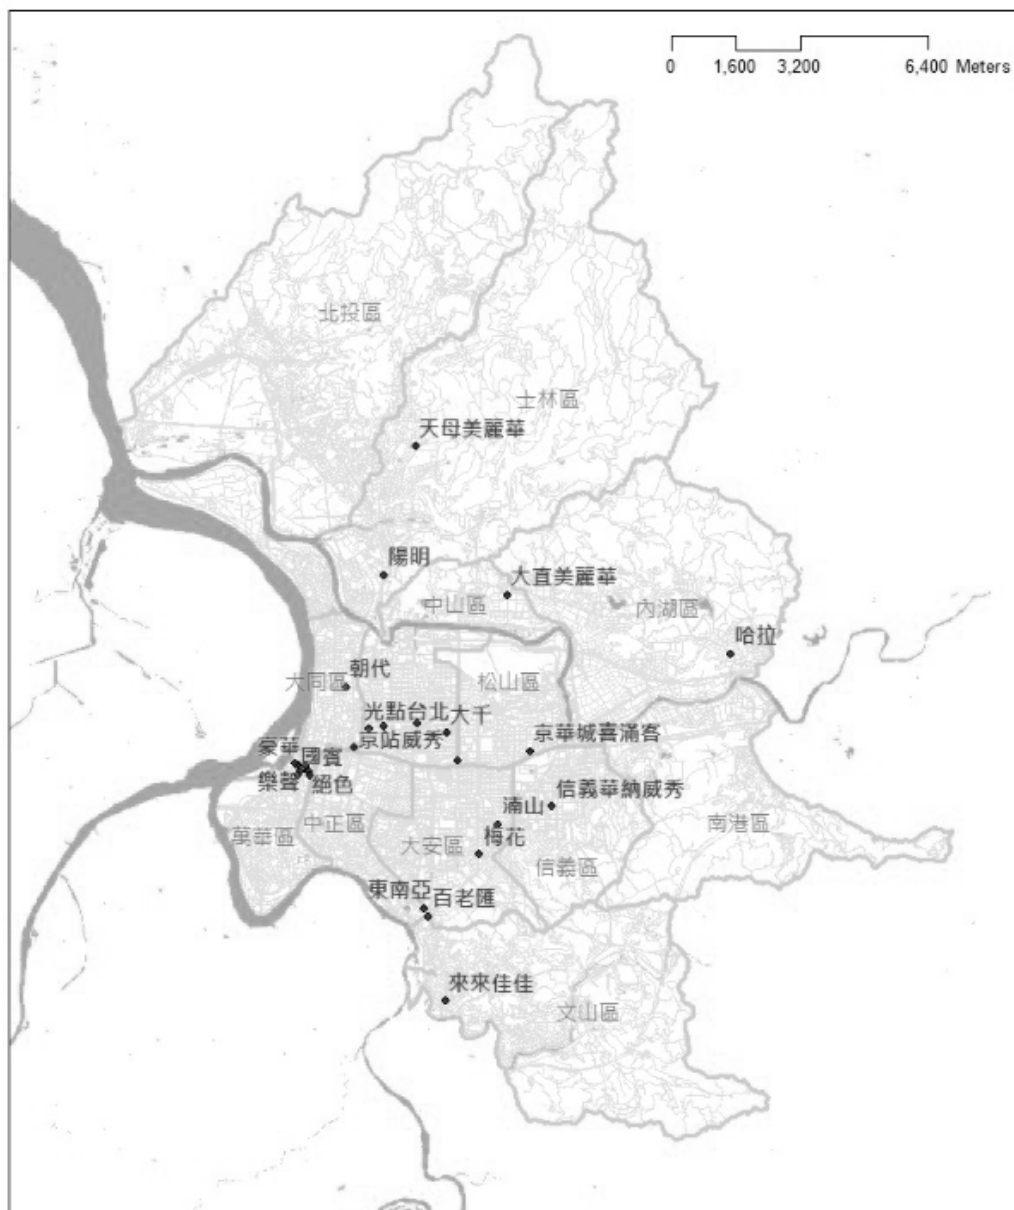 0 1,600 3,200 6,400 Meters
北投區
士林區
天母美麗華
陽明
大直美麗華
中山區
內湖區
哈拉
朝代
大同區
松山區
光點台北
大千
京站威秀
京華城喜滿客
豪華
國賓
樂聲
絕色
信義華納威秀
湳山
萬華區
中正區
大安區
梅花
信義區
南港區
東南亞
百老匯
來來佳佳
文山區